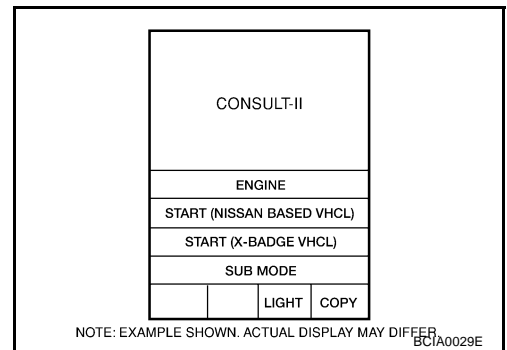 CONSULT-II
ENGINE
START (NISSAN BASED VHCL)
START (X-BADGE VHCL)
SUB MODE
LIGHT COPY
NOTE: EXAMPLE SHOWN. ACTUAL DISPLAY MAY DIFFER.
BCIA0029E